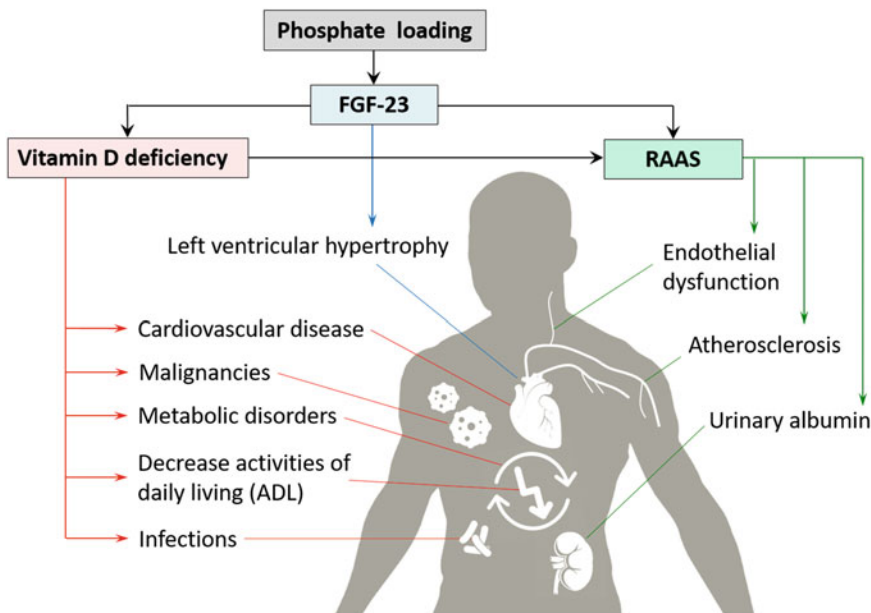 Phosphate loading
FGF-23
Vitamin D deficiency
RAAS
Left ventricular hypertrophy
Endothelial
dysfunction
Cardiovascular disease
Atherosclerosis
Malignancies
Metabolic disorders
Urinary albumin
Decrease activities of
daily living (ADL)
Infections